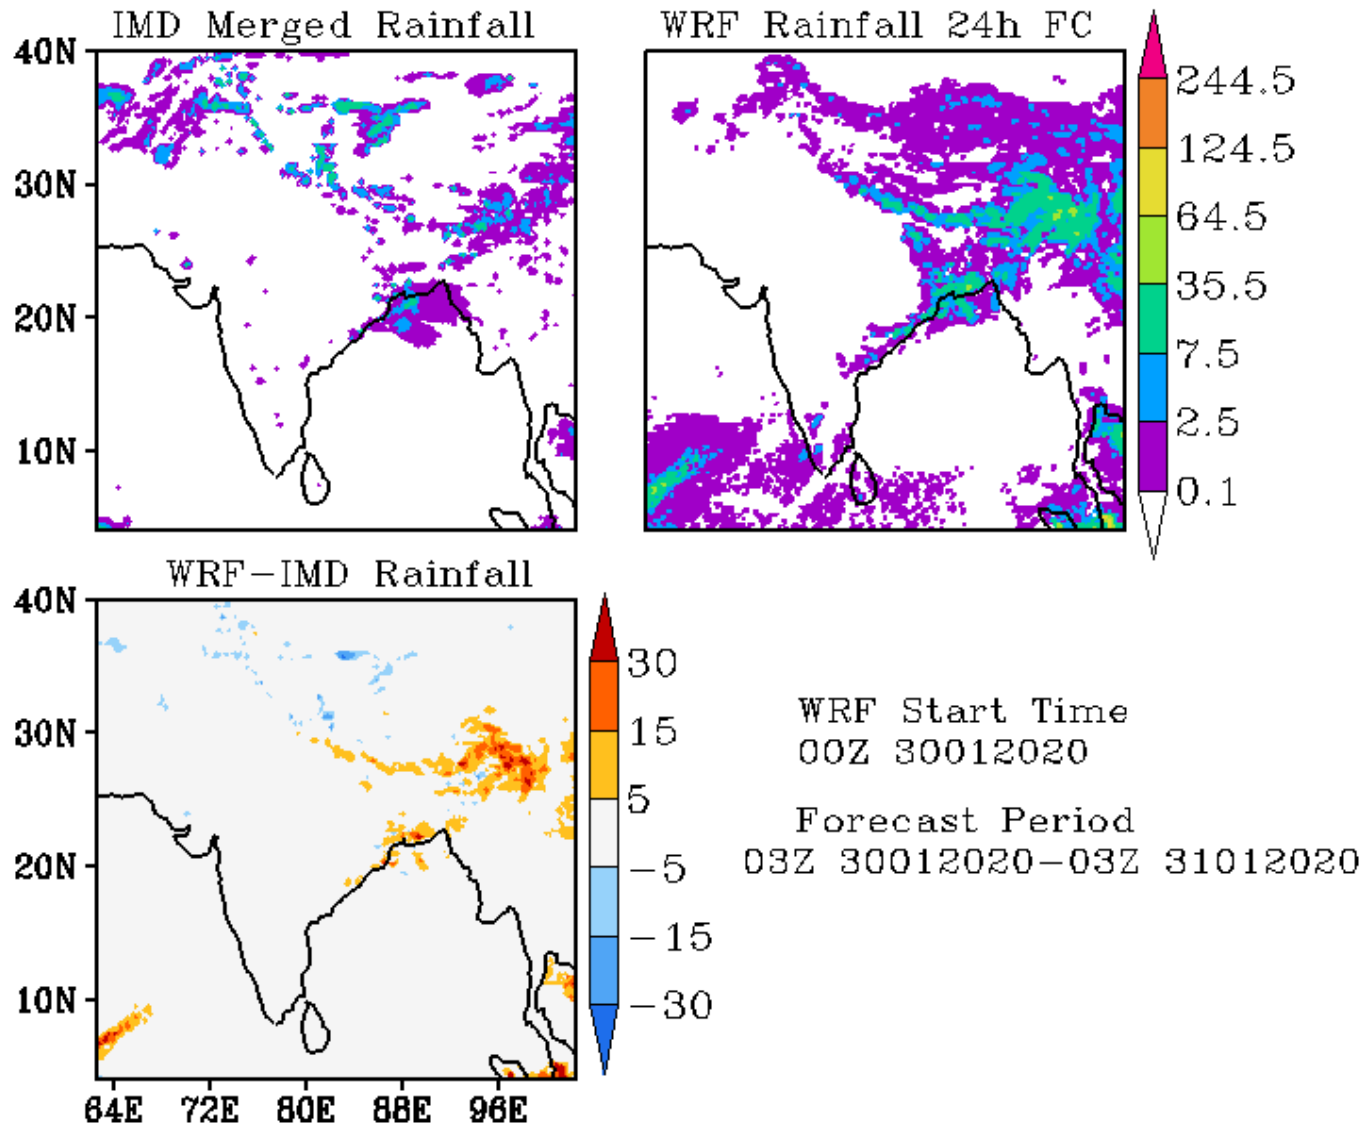 IMD Merged Rainfall
WRF Rainfall 24h FC
40N
30N
20N
10N
244.5
124.5
64.5
35.5
7.5
2.5
0.1
WRF-IMD Rainfall
40N
30N
20N
10N
64E 72E 80E 88E 96E
30
15
5
-5
-15
-30
WRF Start Time
00Z 30012020
Forecast Period
03Z 30012020-03Z 31012020